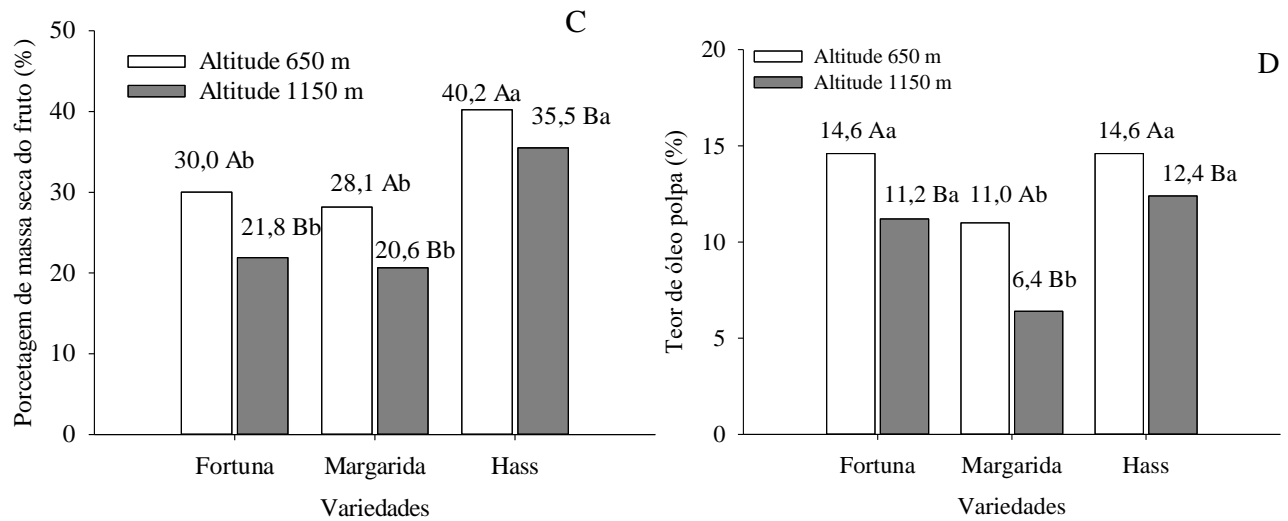 C
Porcetagem de massa seca do fruto (%)
50
40
30
20
10
0
Altitude 650 m
Altitude 1150 m
30,0 Ab
21,8 Bb
28,1 Ab
20,6 Bb
40,2 Aa
35,5 Ba
Fortuna
Margarida
Hass
Variedades
D
Teor de óleo polpa (%)
20
15
10
5
0
Altitude 650 m
Altitude 1150 m
14,6 Aa
11,2 Ba
11,0 Ab
6,4 Bb
14,6 Aa
12,4 Ba
Fortuna
Margarida
Hass
Variedades